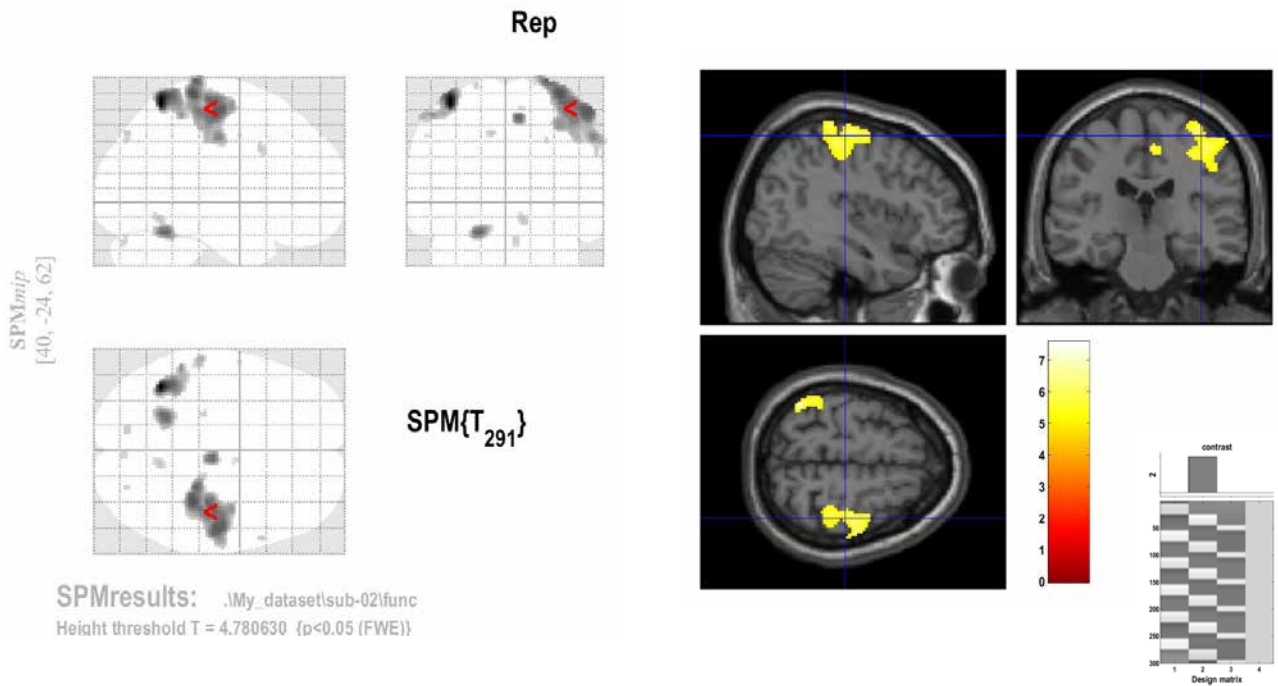 Rep
SPMmip
[40, -24, 62]
<
<
<
SPM{T291}
SPMresults: .\My_dataset\sub-02\func
Height threshold T = 4.780630 {p<0.05 (FWE)}
7
6
5
4
3
2
1
0
contrast
2
50
100
150
200
250
300
1 2 3 4
Design matrix